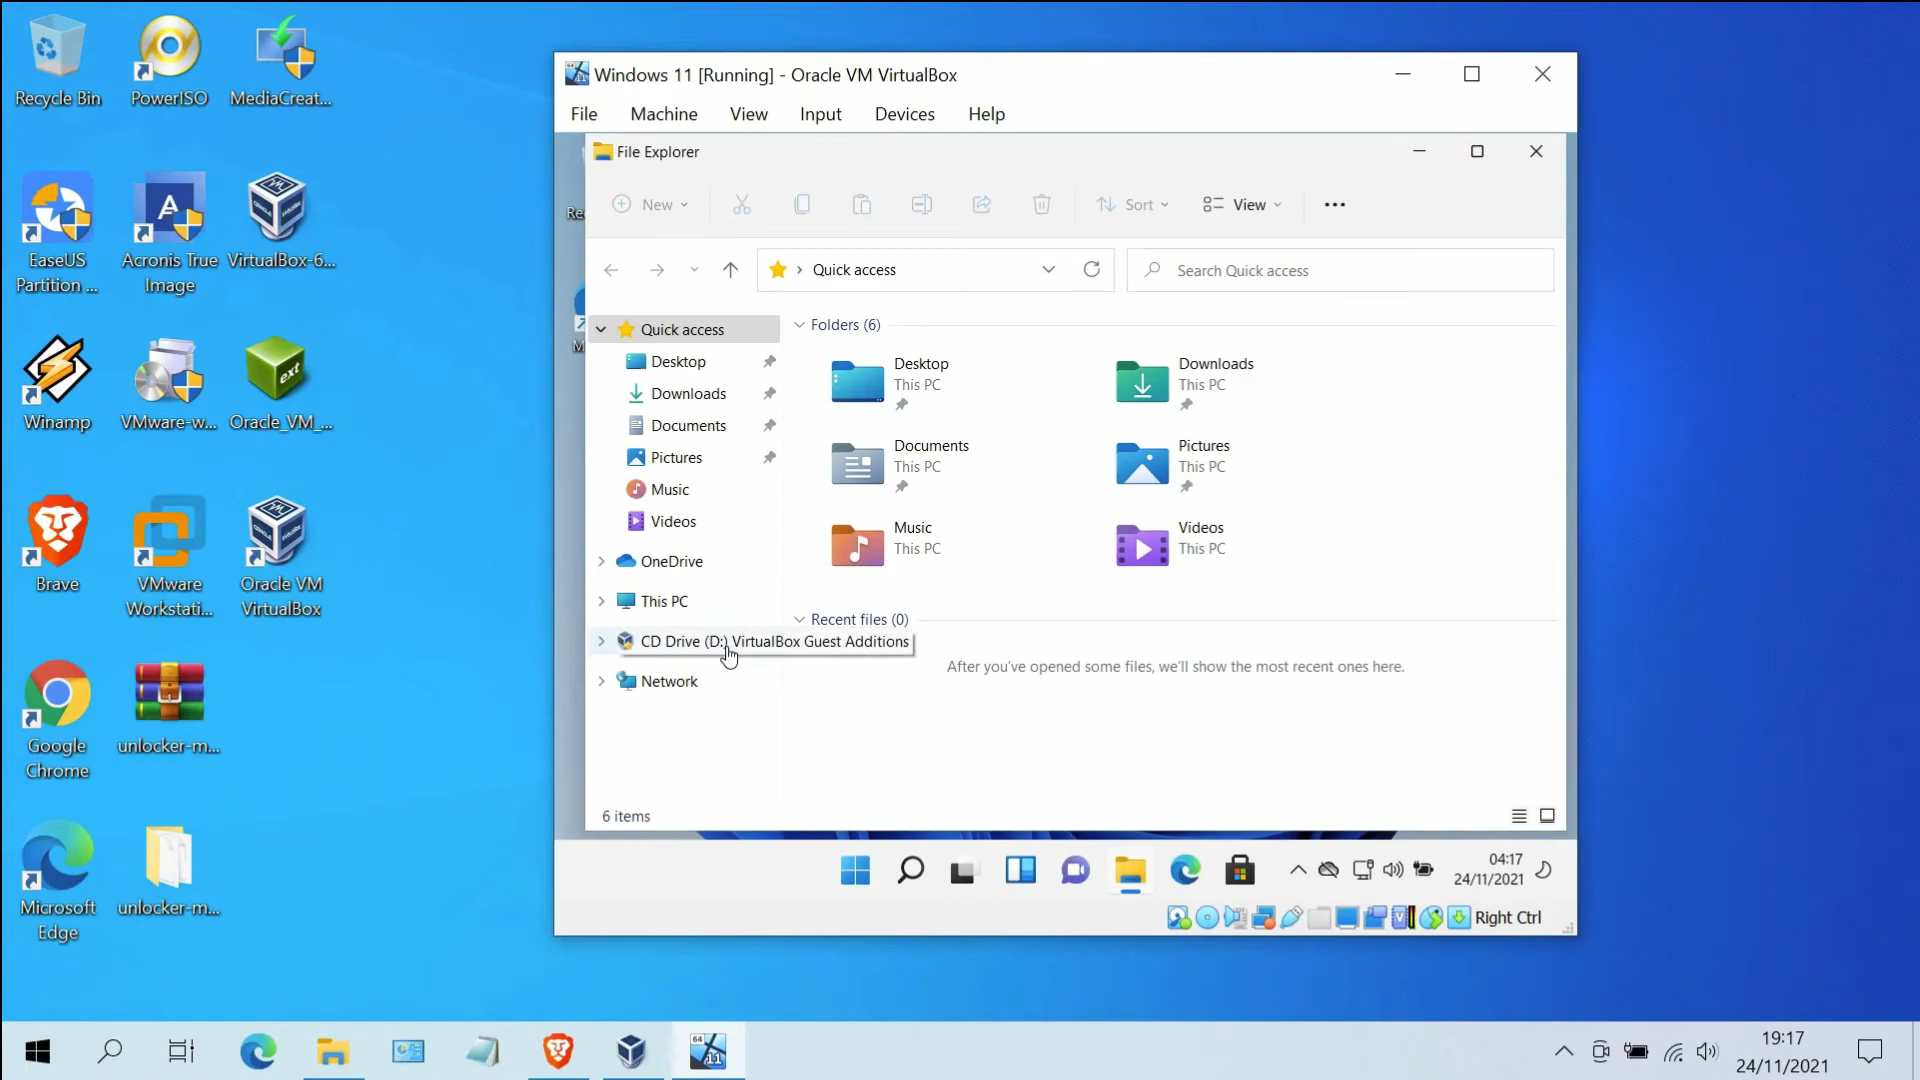 Recycle Bin
PowerISO
MediaCreat...
EaseUS
Partition ...
Acronis True
Image
VirtualBox-6...
Winamp
VMware-w...
Oracle_VM_...
Brave
VMware
Workstati...
Oracle VM
VirtualBox
Google
Chrome
unlocker-m...
Microsoft
Edge
unlocker-m...
Windows 11 [Running] - Oracle VM VirtualBox
File Machine View Input Devices Help
File Explorer
New Sort View
Quick access
Search Quick access
Quick access
Desktop
Downloads
Documents
Pictures
Music
Videos
OneDrive
This PC
CD Drive (D:) VirtualBox Guest Additions
Network
Folders (6)
Desktop
This PC
Downloads
This PC
Documents
This PC
Pictures
This PC
Music
This PC
Videos
This PC
Recent files (0)
After you've opened some files, we'll show the most recent ones here.
6 items
04:17
24/11/2021
Right Ctrl
19:17
24/11/2021